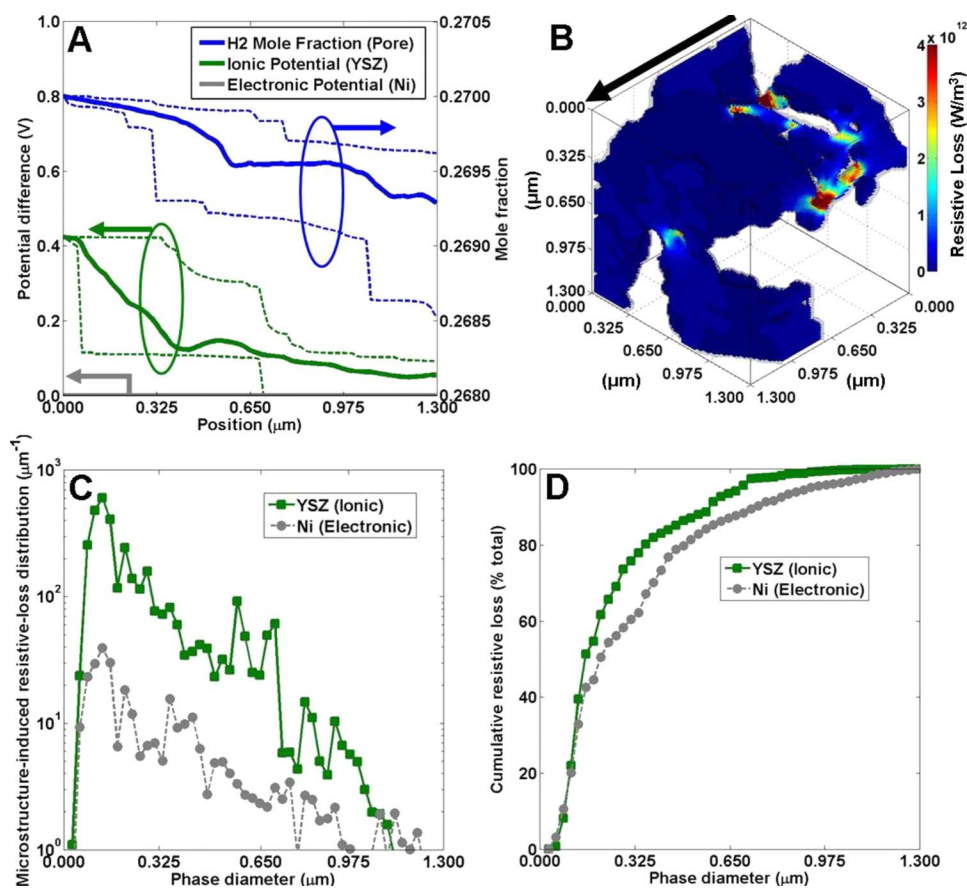 A
H2 Mole Fraction (Pore)
Ionic Potential (YSZ)
Electronic Potential (Ni)
Potential difference (V)
1.0
0.8
0.6
0.4
0.2
0.0
0.2705
0.2700
0.2695
0.2690
0.2685
0.2680
Mole fraction
0.000 0.325 0.650 0.975 1.300
Position (μm)
B
0.000
0.325
0.650
0.975
1.300
(μm)
0.000
0.325
0.650
0.975
1.300
(μm)
0.000
0.325
0.650
0.975
1.300
(μm)
x 10¹²
4
3
2
1
0
Resistive Loss (W/m³)
C
YSZ (Ionic)
Ni (Electronic)
Microstructure-induced resistive-loss distribution (μm⁻¹)
10³
10²
10¹
10⁰
0.000 0.325 0.650 0.975 1.300
Phase diameter (μm)
D
YSZ (Ionic)
Ni (Electronic)
Cumulative resistive loss (% total)
100
80
60
40
20
0
0.000 0.325 0.650 0.975 1.300
Phase diameter (μm)